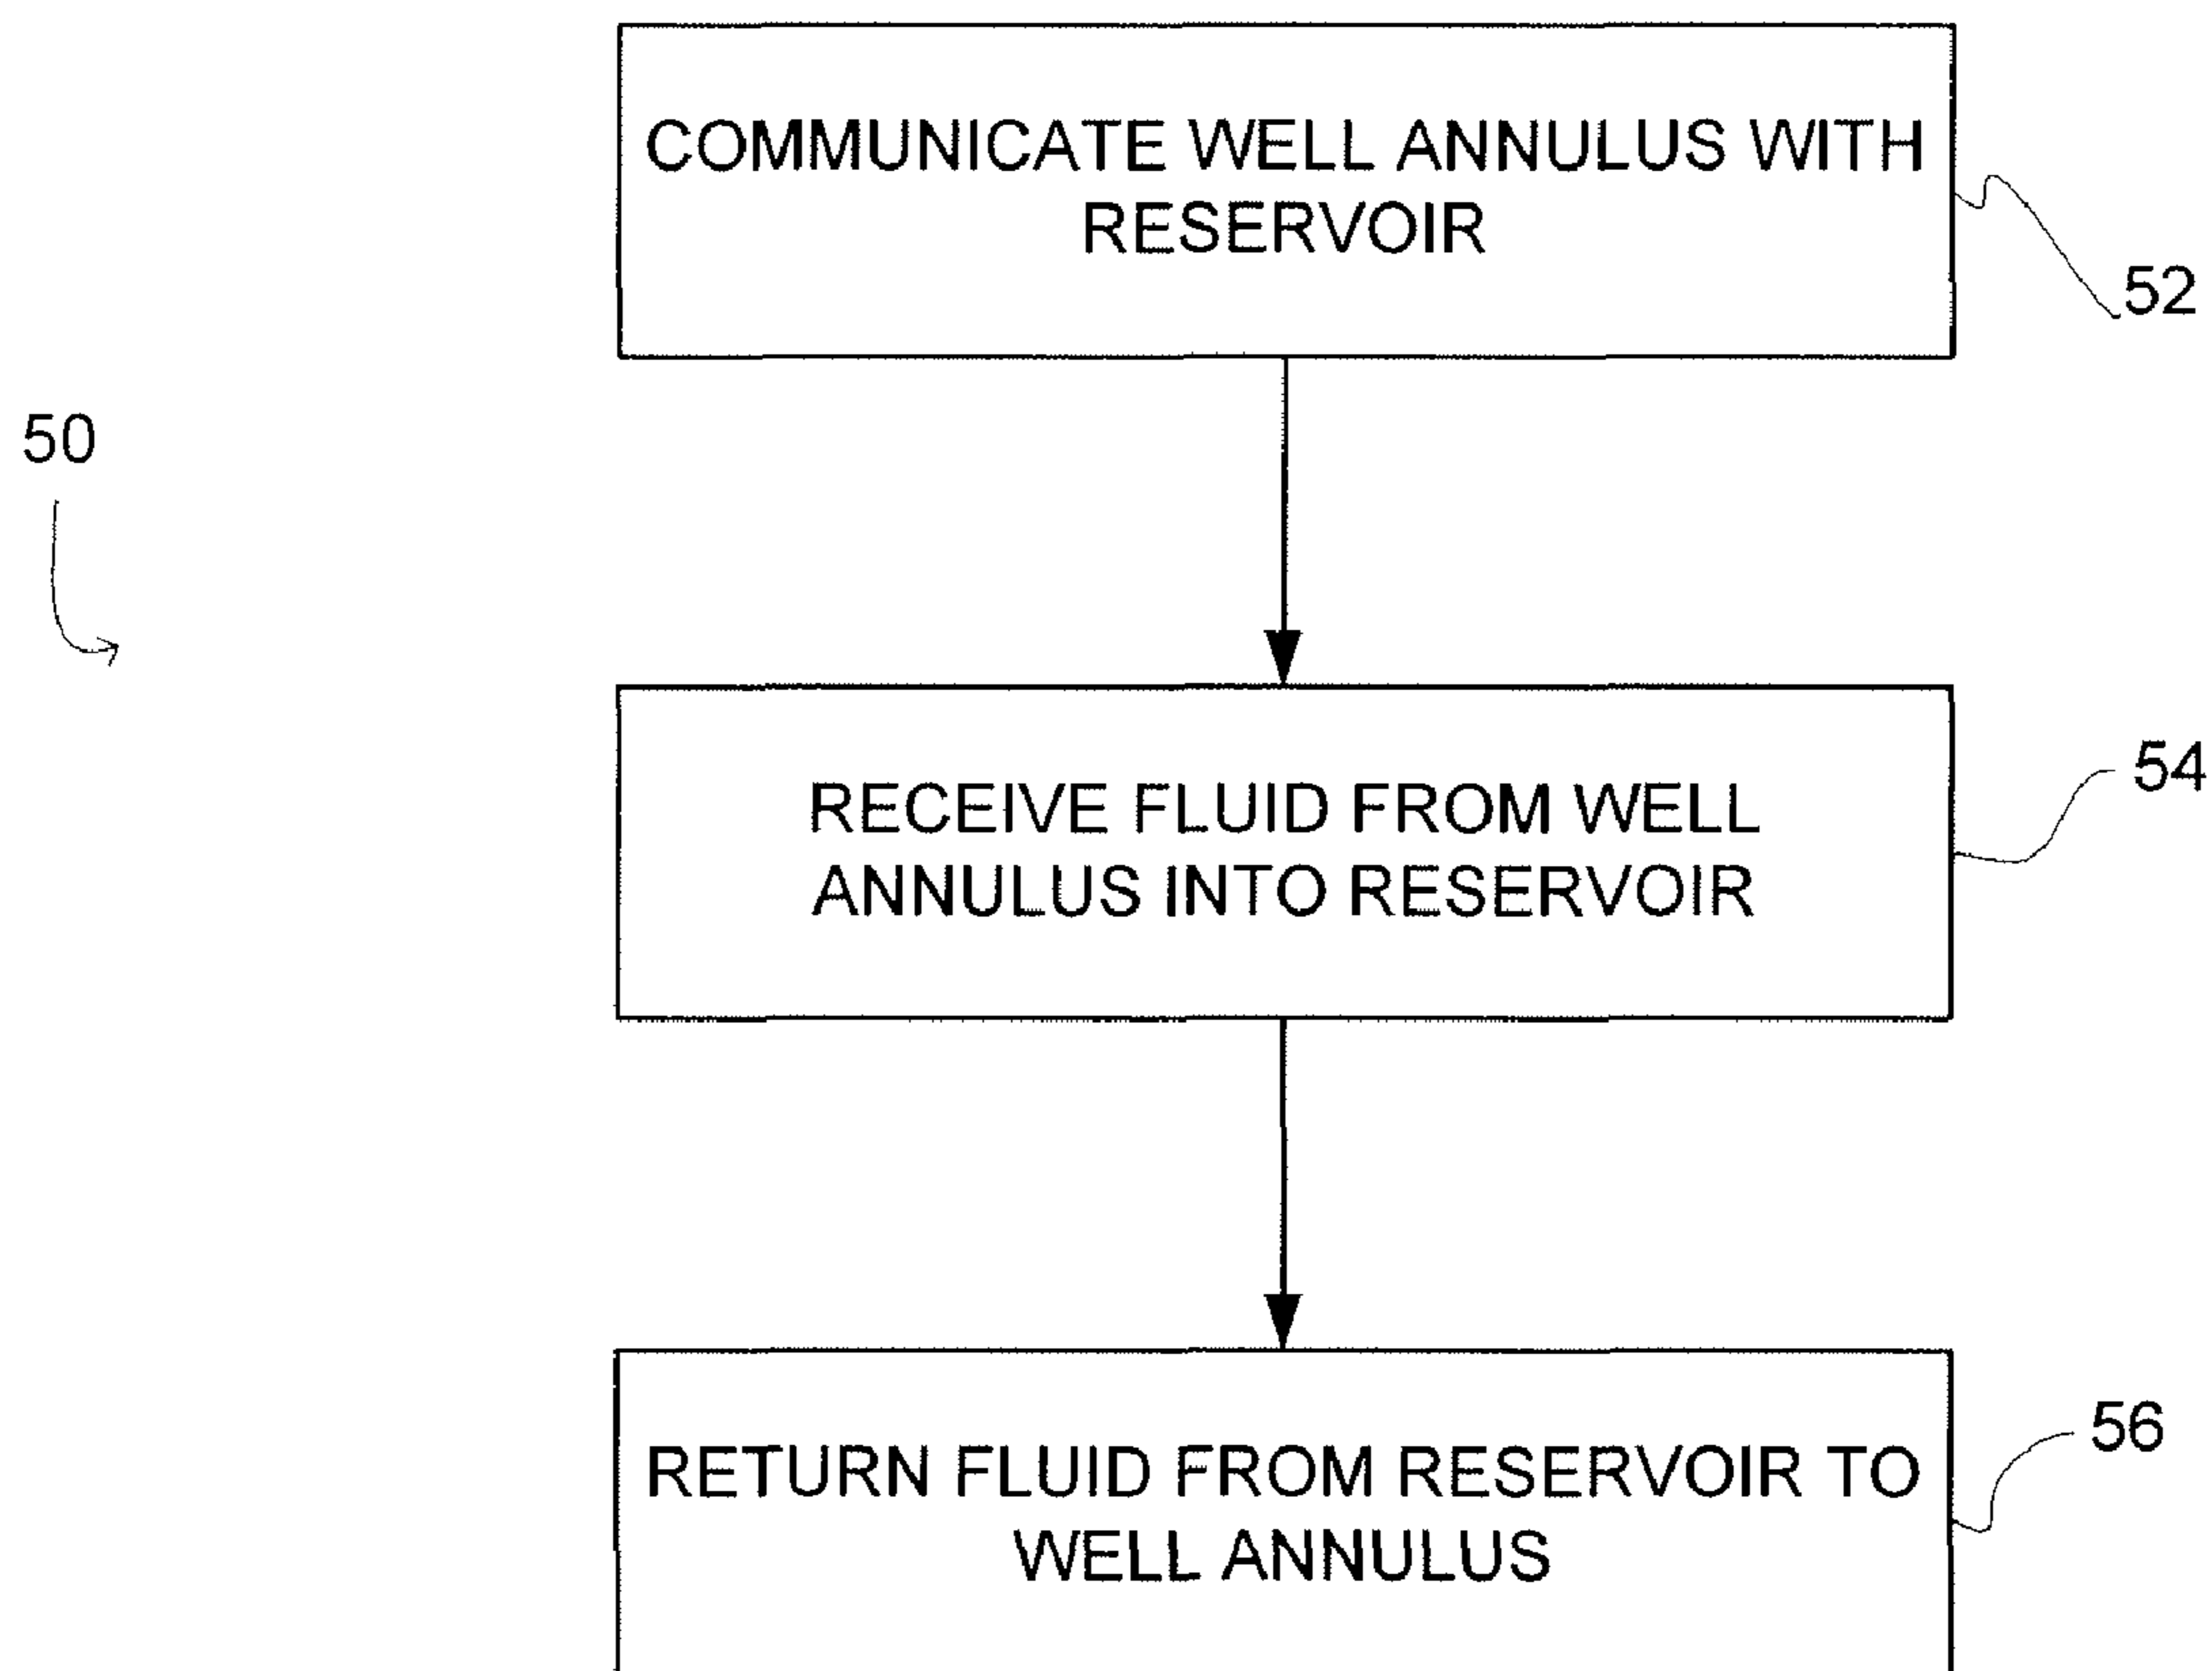 COMMUNICATE WELL ANNULUS WITH
RESERVOIR
52
50
RECEIVE FLUID FROM WELL
ANNULUS INTO RESERVOIR
54
RETURN FLUID FROM RESERVOIR TO
WELL ANNULUS
56